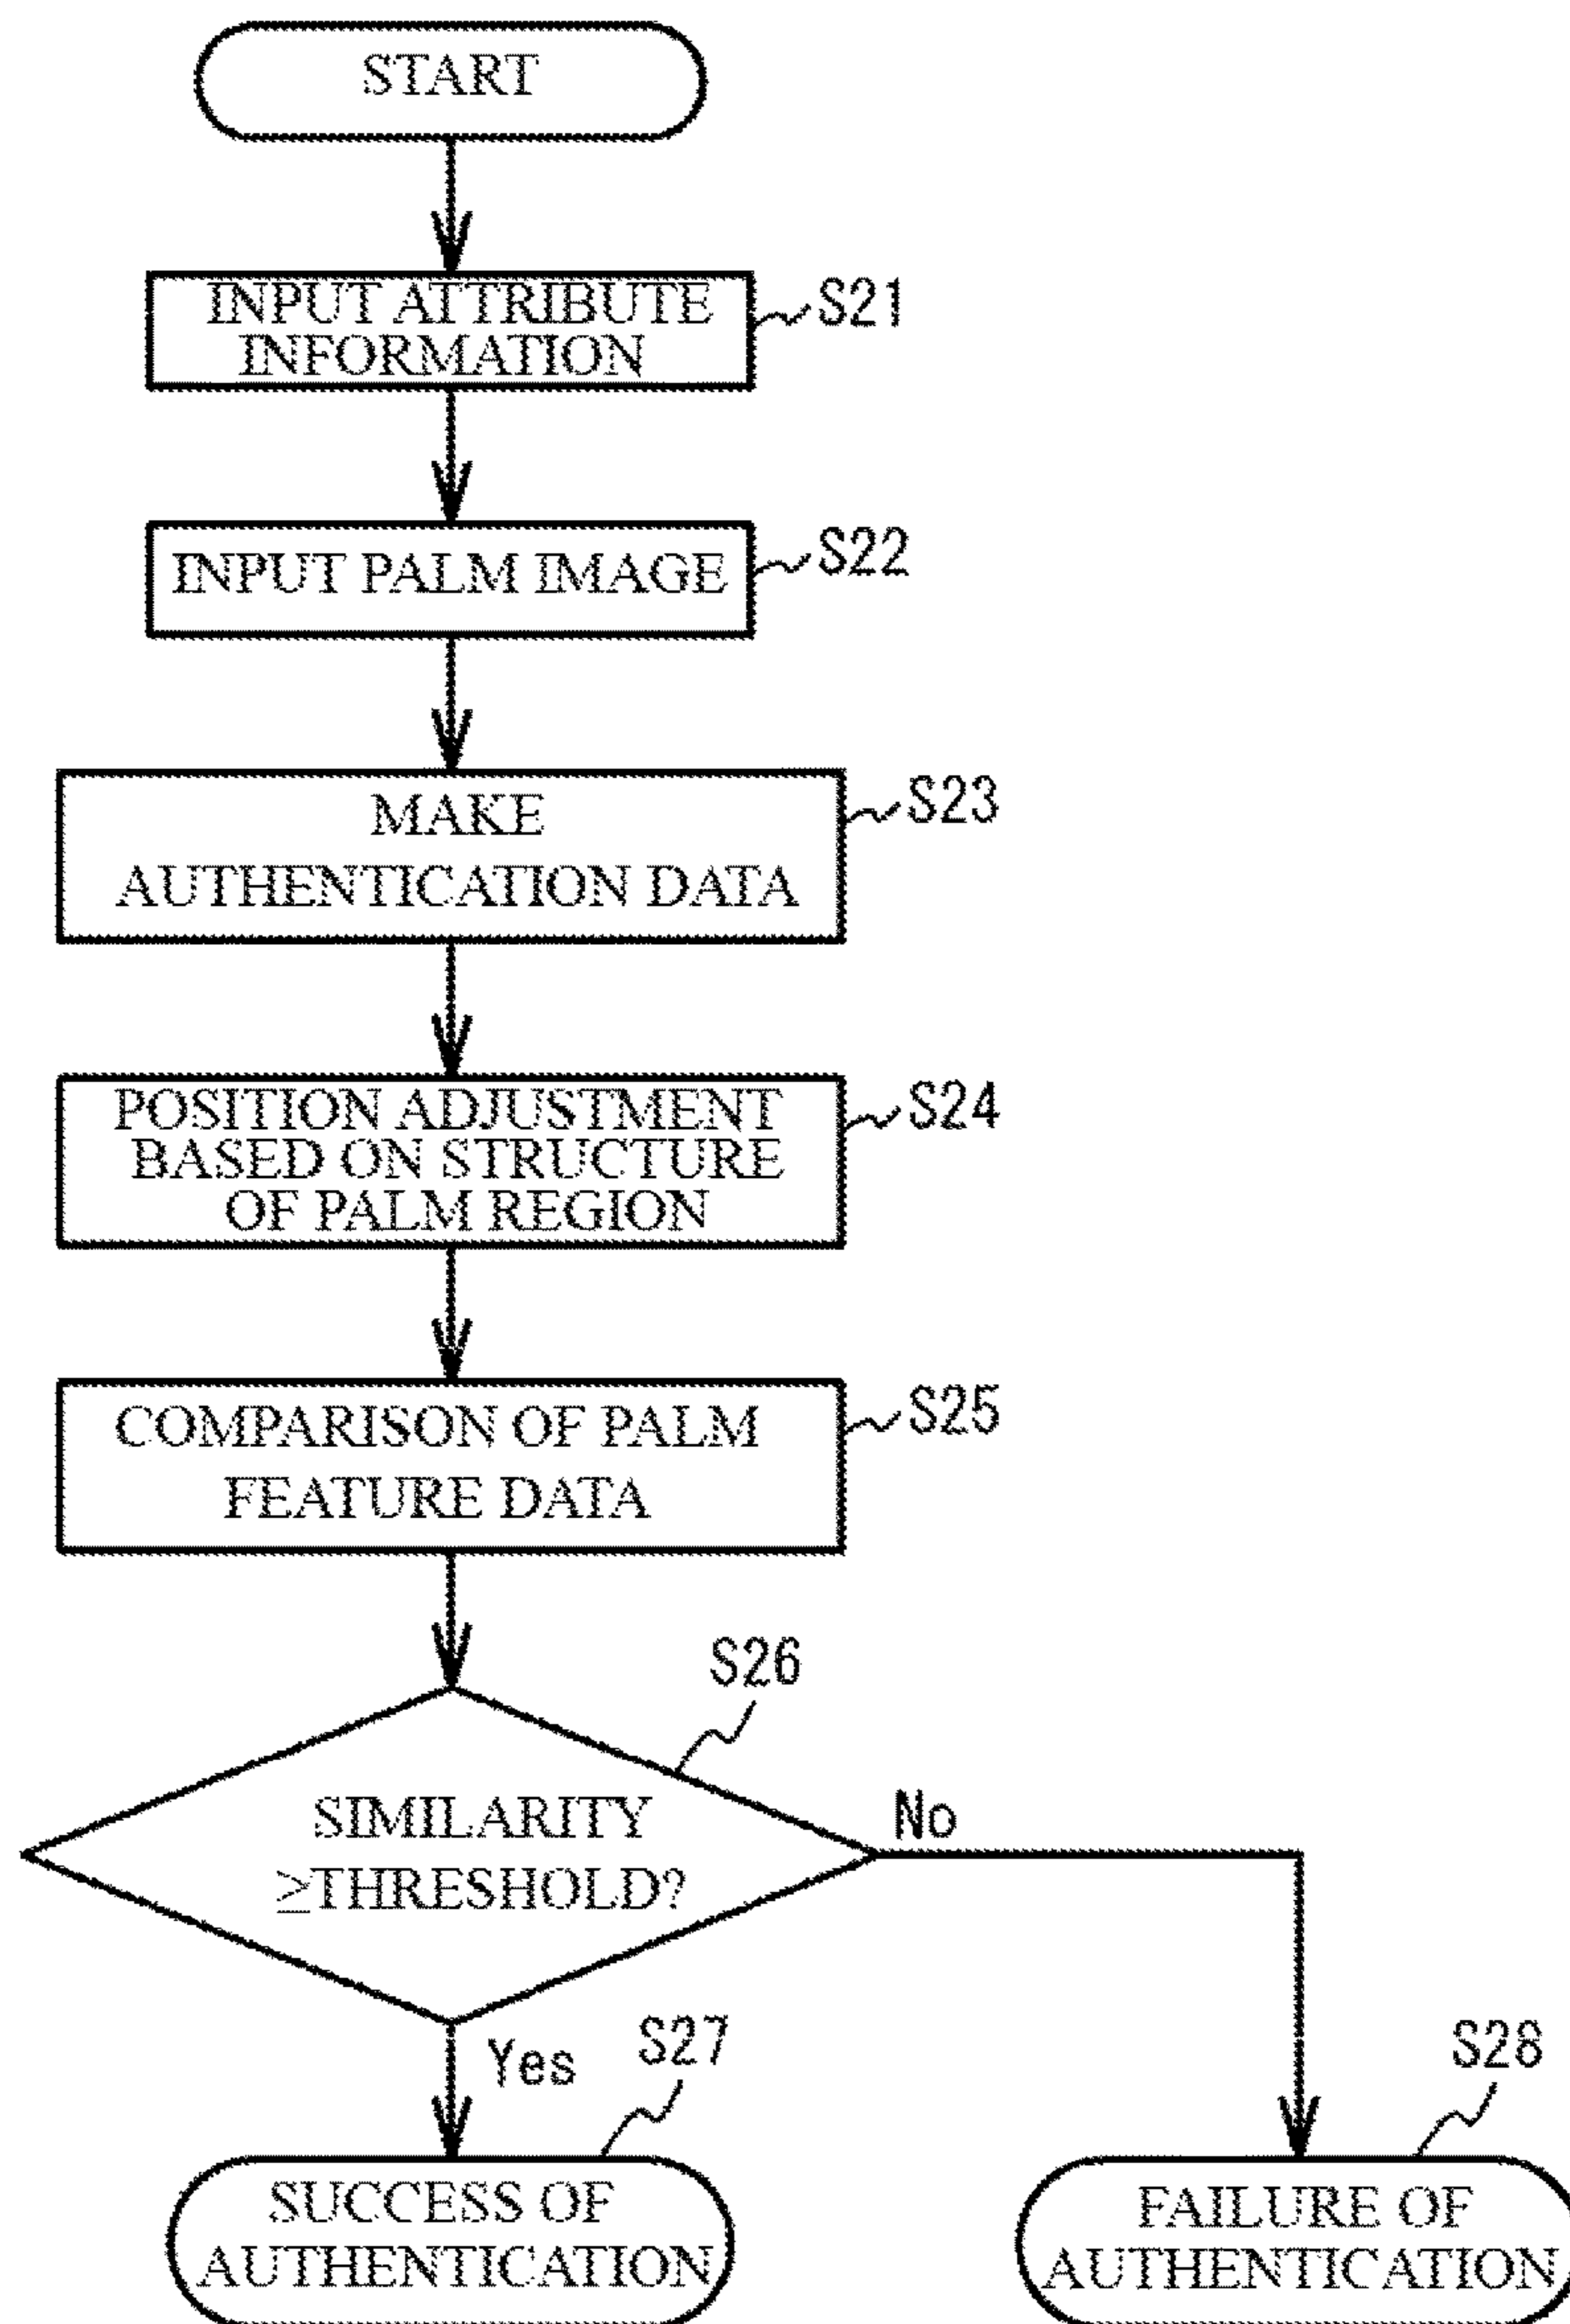 START
INPUT ATTRIBUTE
INFORMATION
S21
INPUT PALM IMAGE
S22
MAKE
AUTHENTICATION DATA
S23
POSITION ADJUSTMENT
BASED ON STRUCTURE
OF PALM REGION
S24
COMPARISON OF PALM
FEATURE DATA
S25
S26
SIMILARITY
≥THRESHOLD?
No
Yes
S27
S28
SUCCESS OF
AUTHENTICATION
FAILURE OF
AUTHENTICATION